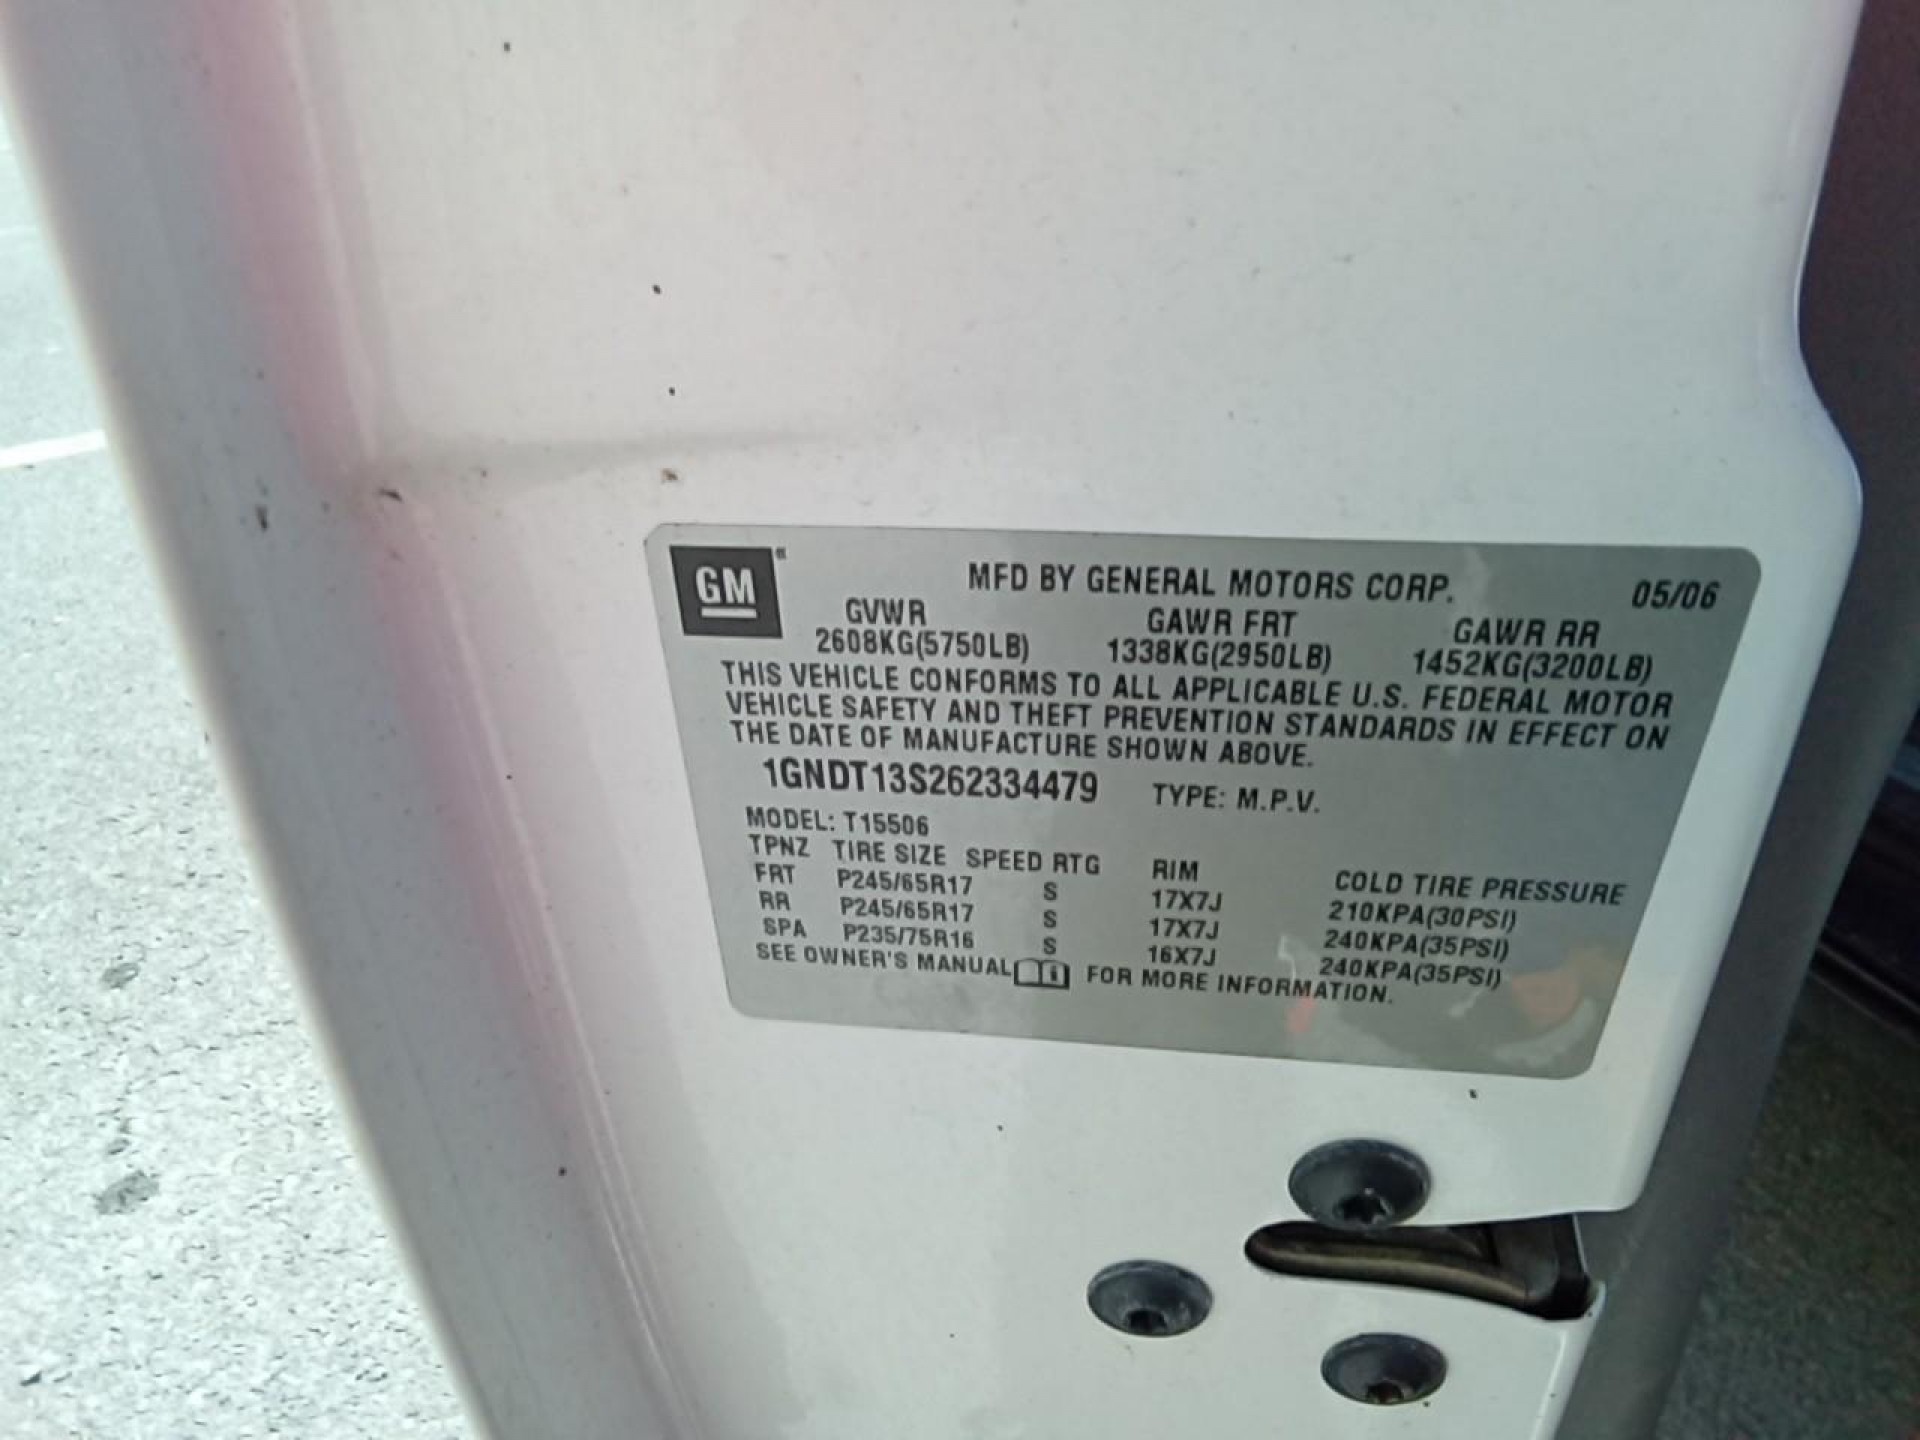 GM
MFD BY GENERAL MOTORS CORP. 05/06
GVWR GAWR FRT GAWR RR
2608KG(5750LB) 1338KG(2950LB) 1452KG(3200LB)
THIS VEHICLE CONFORMS TO ALL APPLICABLE U.S. FEDERAL MOTOR
VEHICLE SAFETY AND THEFT PREVENTION STANDARDS IN EFFECT ON
THE DATE OF MANUFACTURE SHOWN ABOVE.
1GNDT13S262334479 TYPE: M.P.V.
MODEL: T15506
TPNZ TIRE SIZE SPEED RTG RIM COLD TIRE PRESSURE
FRT P245/65R17 S 17X7J 210KPA(30PSI)
RR P245/65R17 S 17X7J 240KPA(35PSI)
SPA P235/75R16 S 16X7J 240KPA(35PSI)
SEE OWNER'S MANUAL FOR MORE INFORMATION.